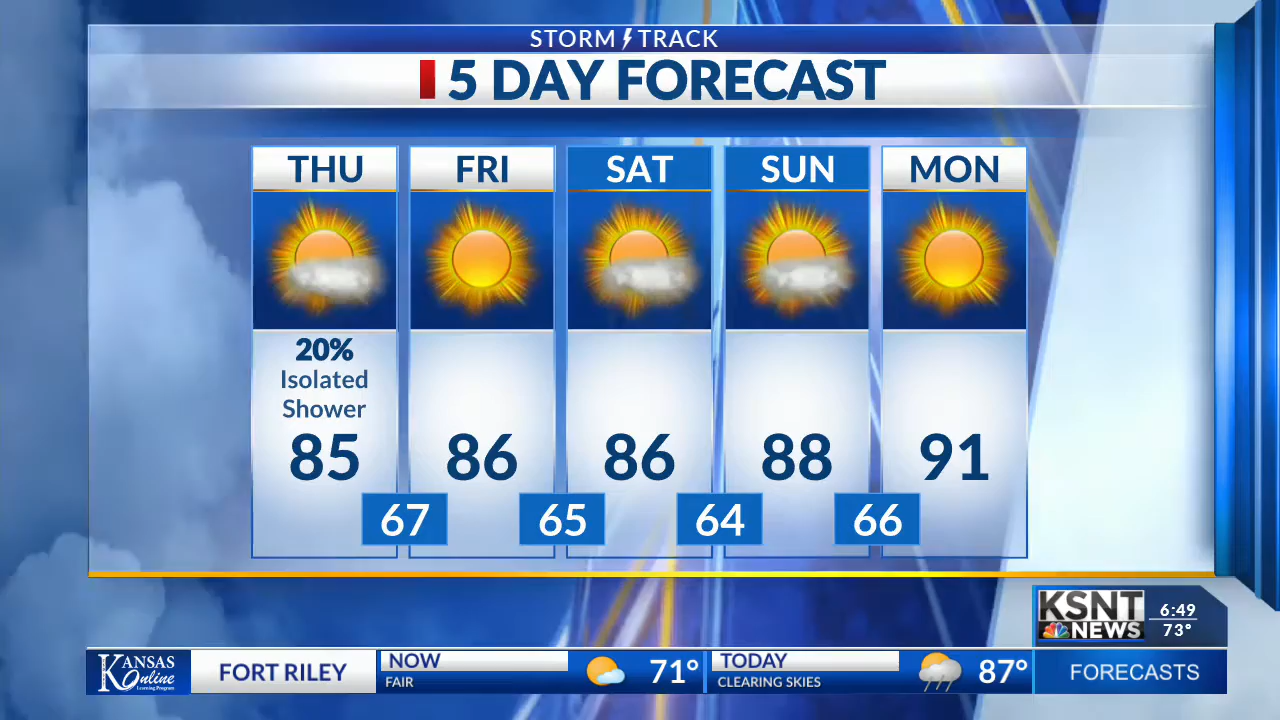 STORM TRACK
5 DAY FORECAST
THU FRI SAT SUN MON
20%
Isolated
Shower
85 86 86 88 91
67 65 64 66
KSNT
NEWS
6:49
73°
KANSAS
Online
Learning Program
FORT RILEY
NOW
FAIR
71°
TODAY
CLEARING SKIES
87°
FORECASTS